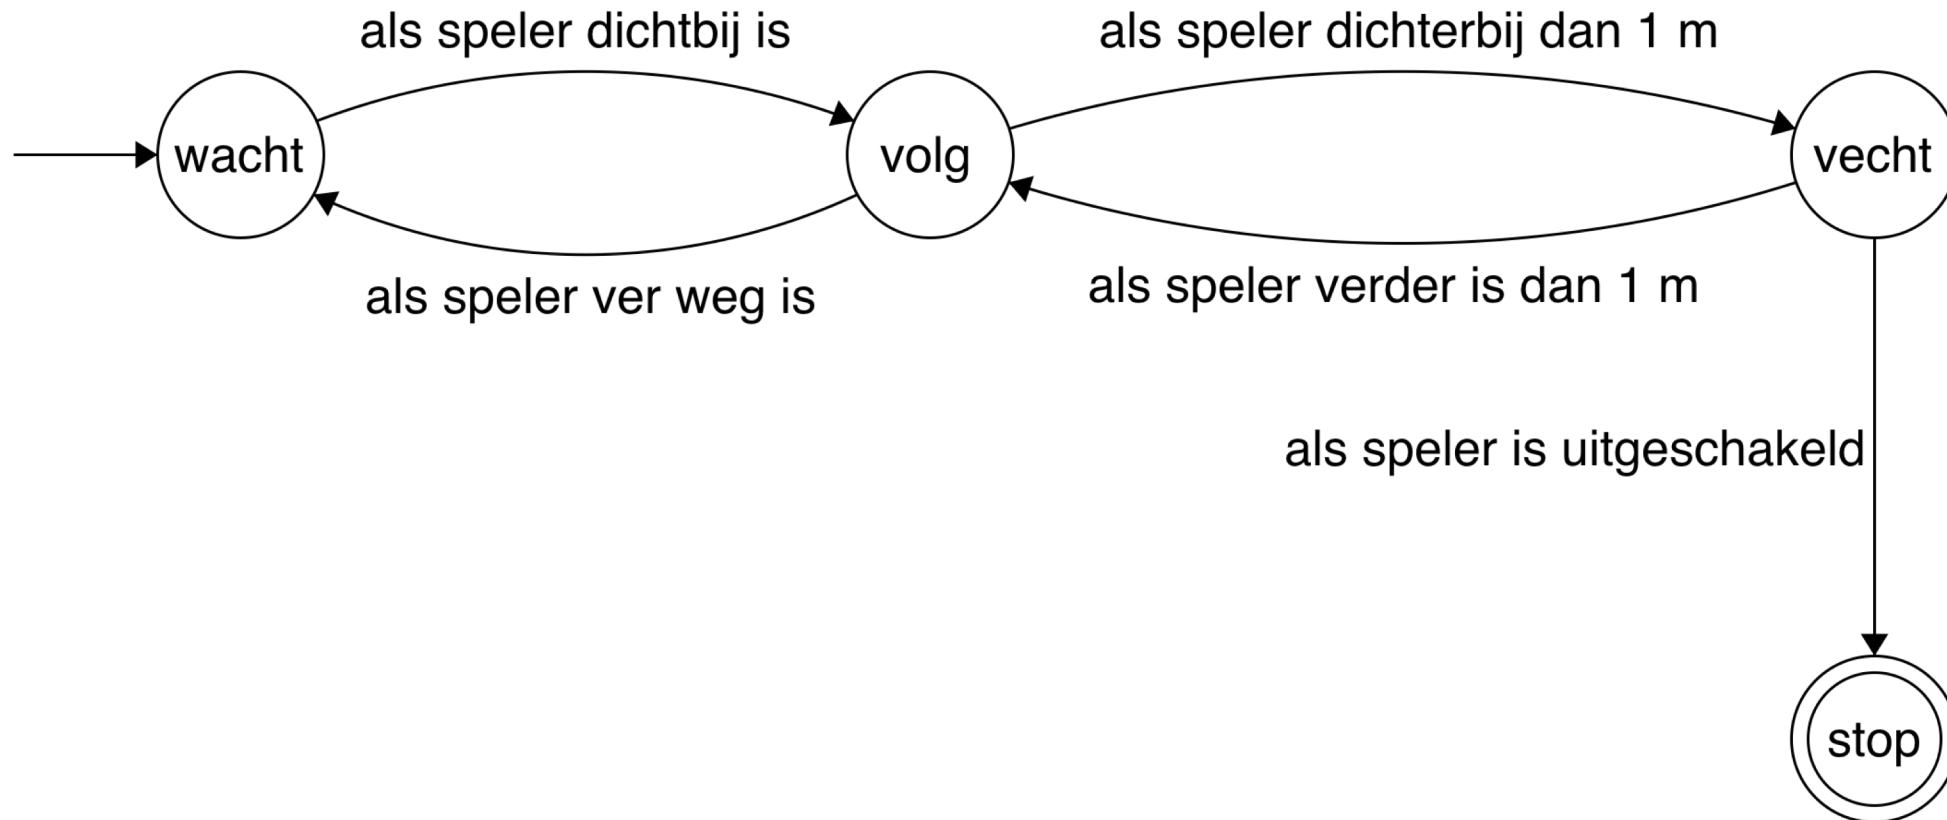 als speler dichtbij is
als speler dichterbij dan 1 m
wacht
volg
vecht
als speler ver weg is
als speler verder is dan 1 m
als speler is uitgeschakeld
stop